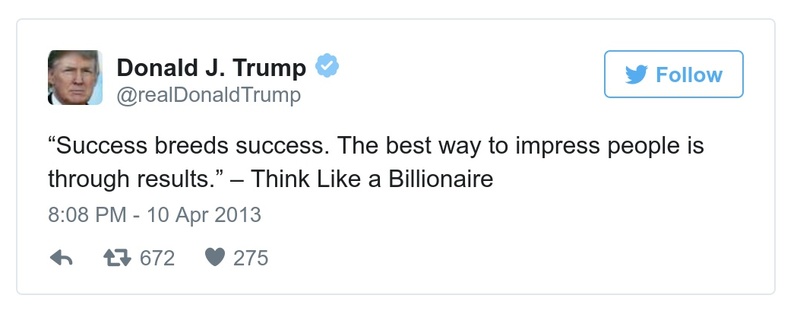 Donald J. Trump
@realDonaldTrump
Follow
“Success breeds success. The best way to impress people is
through results.” – Think Like a Billionaire
8:08 PM - 10 Apr 2013
672 275